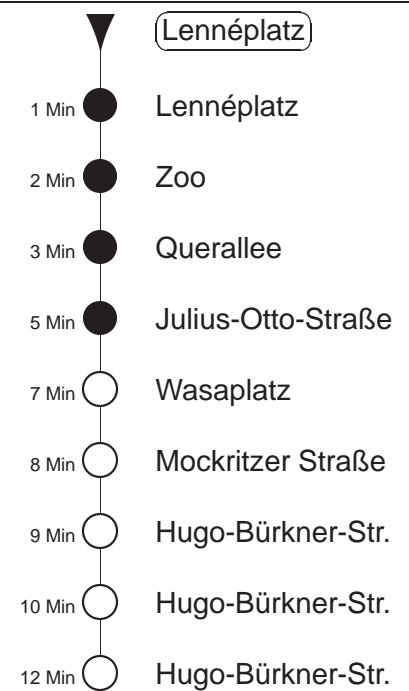 Lennéplatz
1 Min Lennéplatz
2 Min Zoo
3 Min Querallee
5 Min Julius-Otto-Straße
7 Min Wasaplatz
8 Min Mockritzer Straße
9 Min Hugo-Bürkner-Str.
10 Min Hugo-Bürkner-Str.
12 Min Hugo-Bürkner-Str.